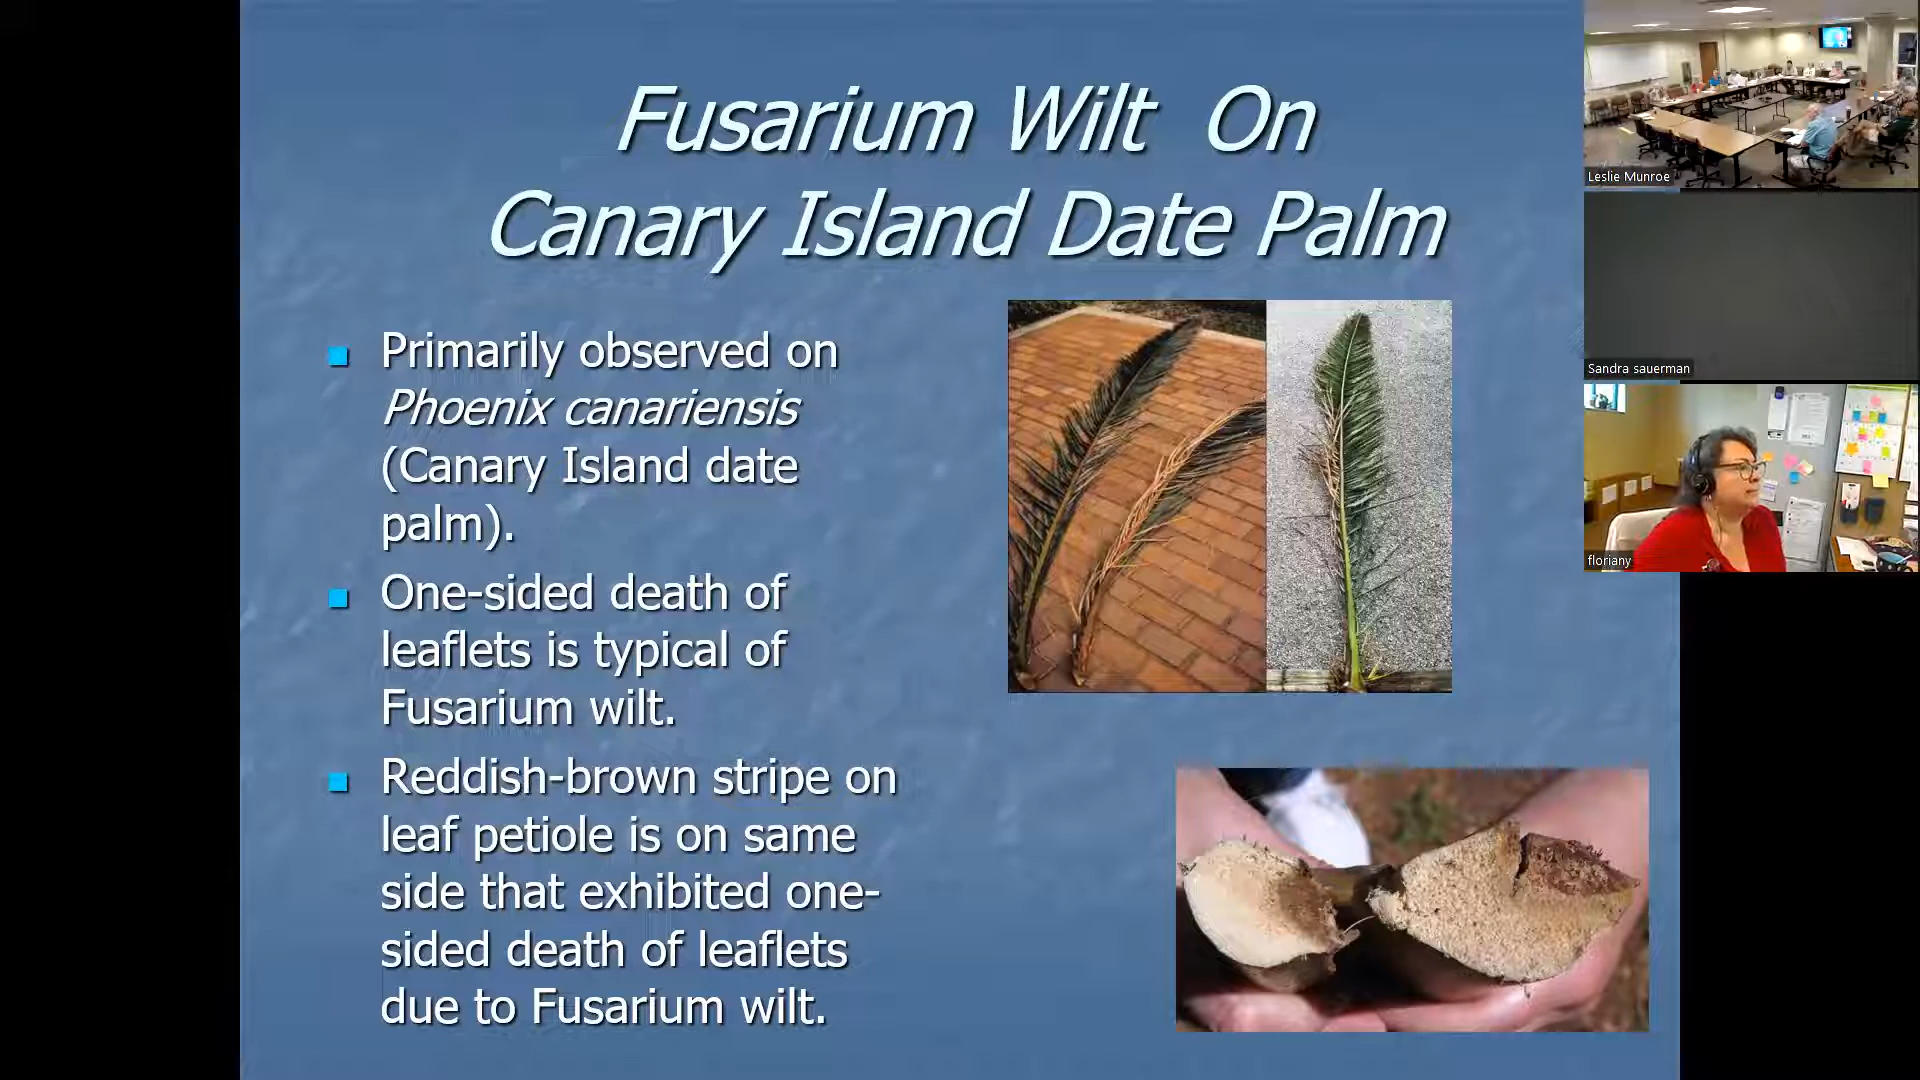 Fusarium Wilt On
Canary Island Date Palm
Primarily observed on
Phoenix canariensis
(Canary Island date
palm).
One-sided death of
leaflets is typical of
Fusarium wilt.
Reddish-brown stripe on
leaf petiole is on same
side that exhibited one-
sided death of leaflets
due to Fusarium wilt.
Leslie Munroe
Sandra sauerman
floriany